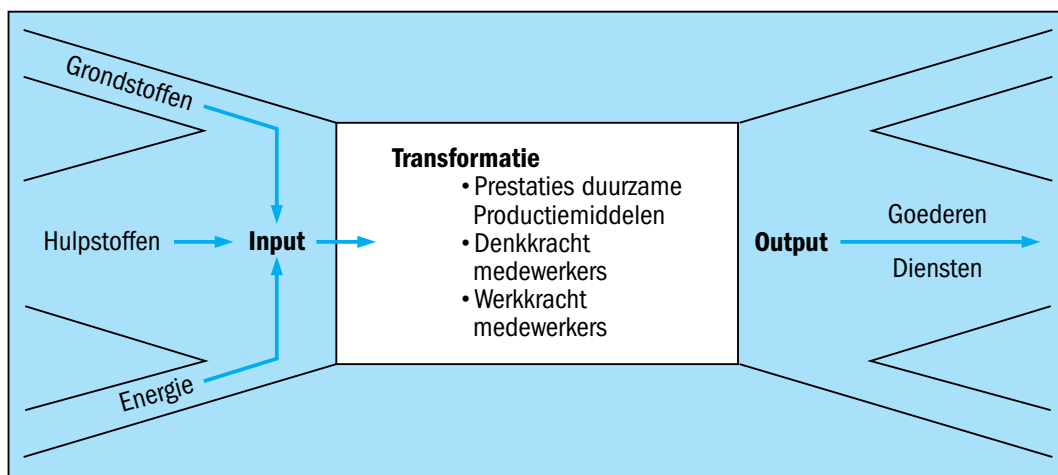 Grondstoffen
Hulpstoffen
Energie
Input
Transformatie
• Prestaties duurzame
Productiemiddelen
• Denkkracht
medewerkers
• Werkkracht
medewerkers
Output
Goederen
Diensten